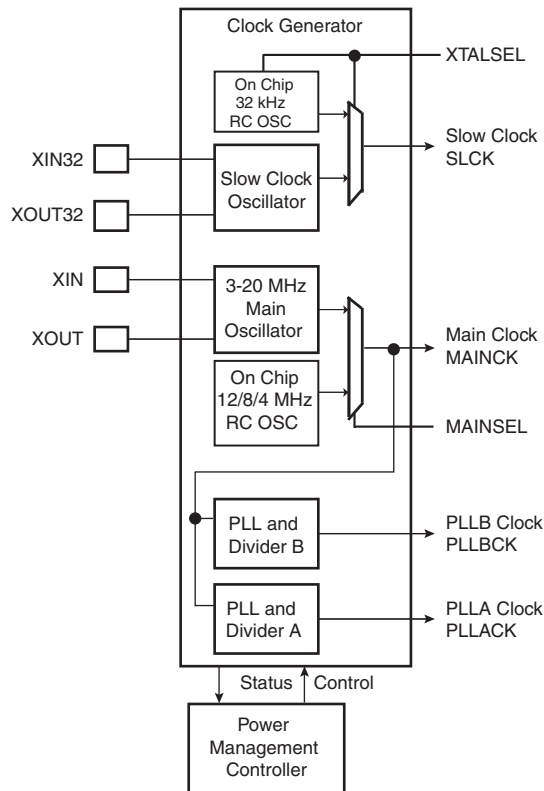 Clock Generator
XTALSEL
On Chip
32 kHz
RC OSC
Slow Clock
SLCK
XIN32
Slow Clock
Oscillator
XOUT32
XIN
3-20 MHz
Main
Oscillator
XOUT
Main Clock
MAINCK
On Chip
12/8/4 MHz
RC OSC
MAINSEL
PLL and
Divider B
PLLB Clock
PLLBCK
PLL and
Divider A
PLLA Clock
PLLACK
Status
Control
Power
Management
Controller